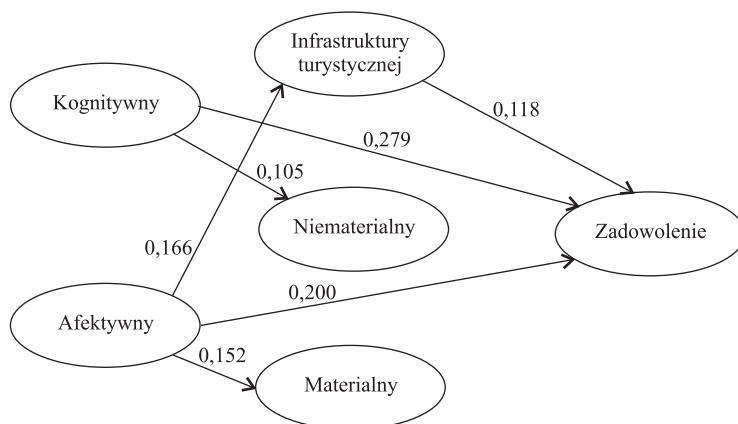 Infrastruktury
turystycznej
Kognitywny
0,118
0,279
0,105
Niematerialny
Zadowolenie
0,166
0,200
Afektywny
0,152
Materialny